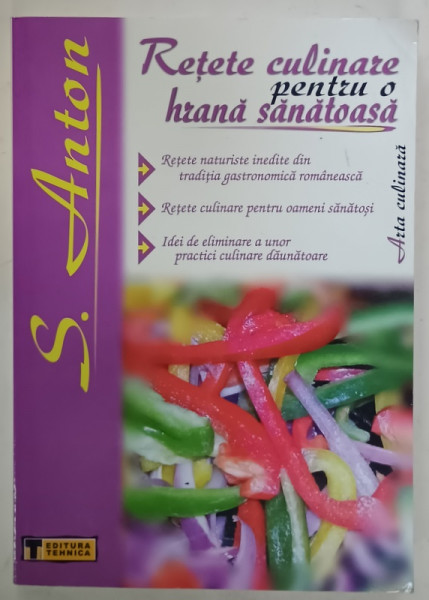 S. Anton
Rețete culinare
pentru o
hrană sănătoasă
Rețete naturiste inedite din
tradiția gastronomică românească
Rețete culinare pentru oameni sănătoși
Idei de eliminare a unor
practici culinare dăunătoare
Arta culinară
T EDITURA
TEHNICA